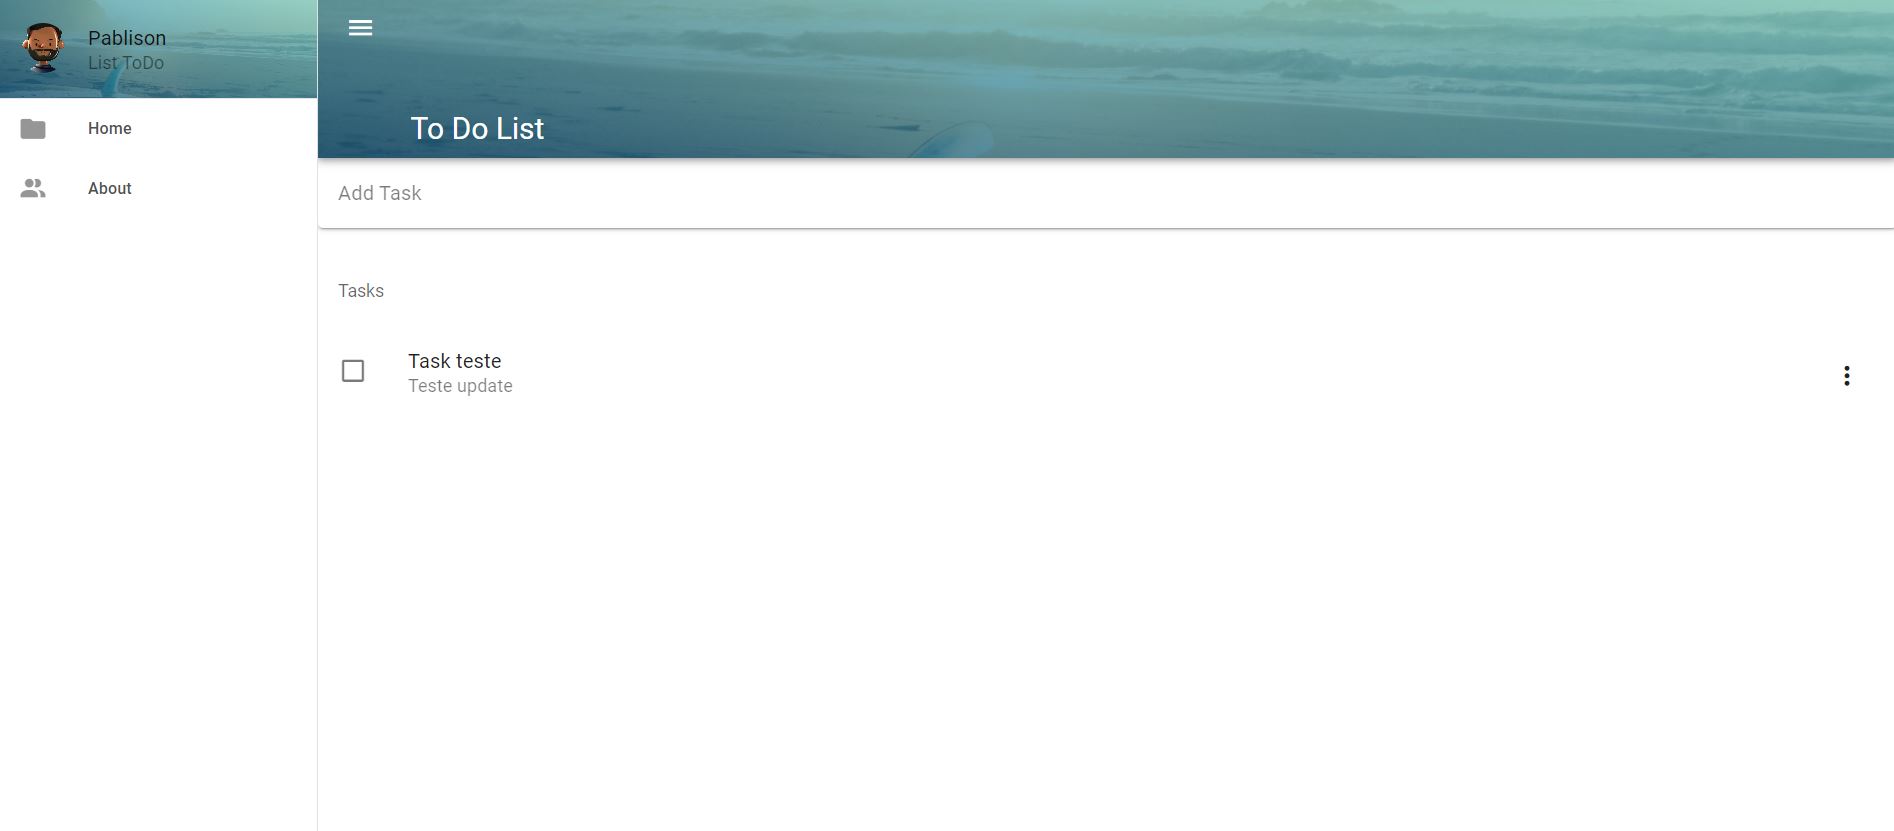 Pablison
List ToDo
Home
About
To Do List
Add Task
Tasks
Task teste
Teste update